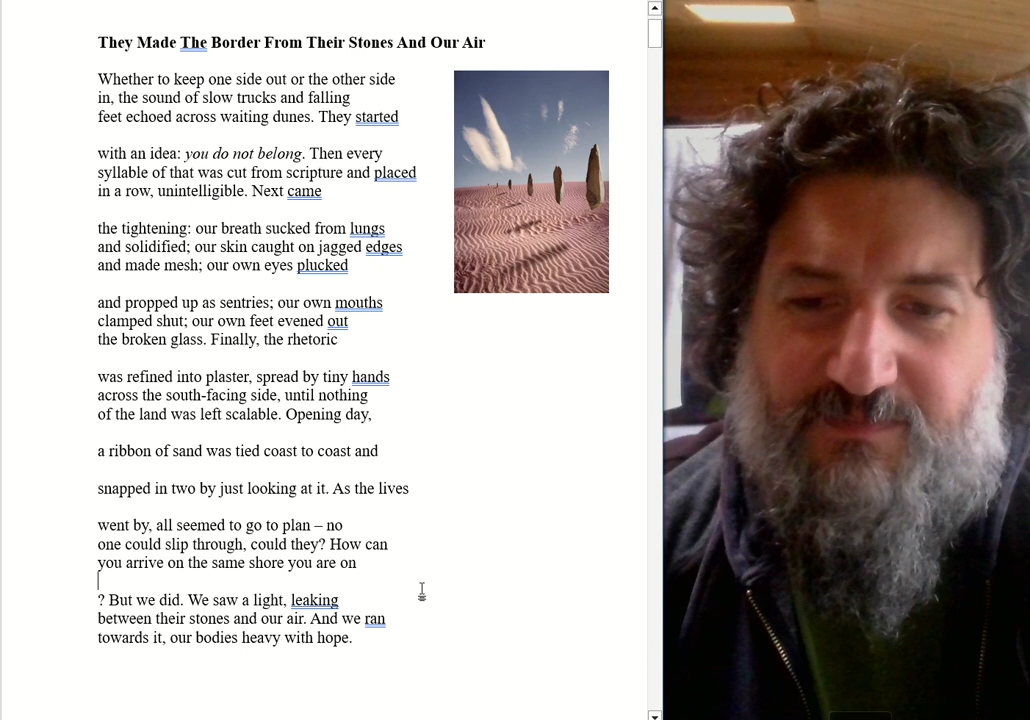 They Made The Border From Their Stones And Our Air
Whether to keep one side out or the other side
in, the sound of slow trucks and falling
feet echoed across waiting dunes. They started
with an idea: you do not belong. Then every
syllable of that was cut from scripture and placed
in a row, unintelligible. Next came
the tightening: our breath sucked from lungs
and solidified; our skin caught on jagged edges
and made mesh; our own eyes plucked
and propped up as sentries; our own mouths
clamped shut; our own feet evened out
the broken glass. Finally, the rhetoric
was refined into plaster, spread by tiny hands
across the south-facing side, until nothing
of the land was left scalable. Opening day,
a ribbon of sand was tied coast to coast and
snapped in two by just looking at it. As the lives
went by, all seemed to go to plan – no
one could slip through, could they? How can
you arrive on the same shore you are on
? But we did. We saw a light, leaking
between their stones and our air. And we ran
towards it, our bodies heavy with hope.